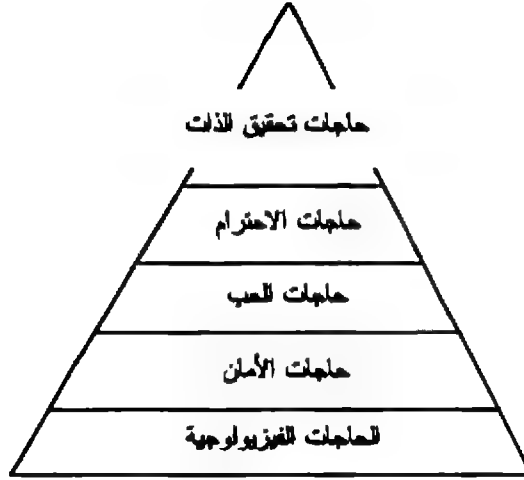 حاجات تحقيق الذات
حاجات الاحترام
حاجات الحب
حاجات الأمان
الحاجات الفيزيولوجية